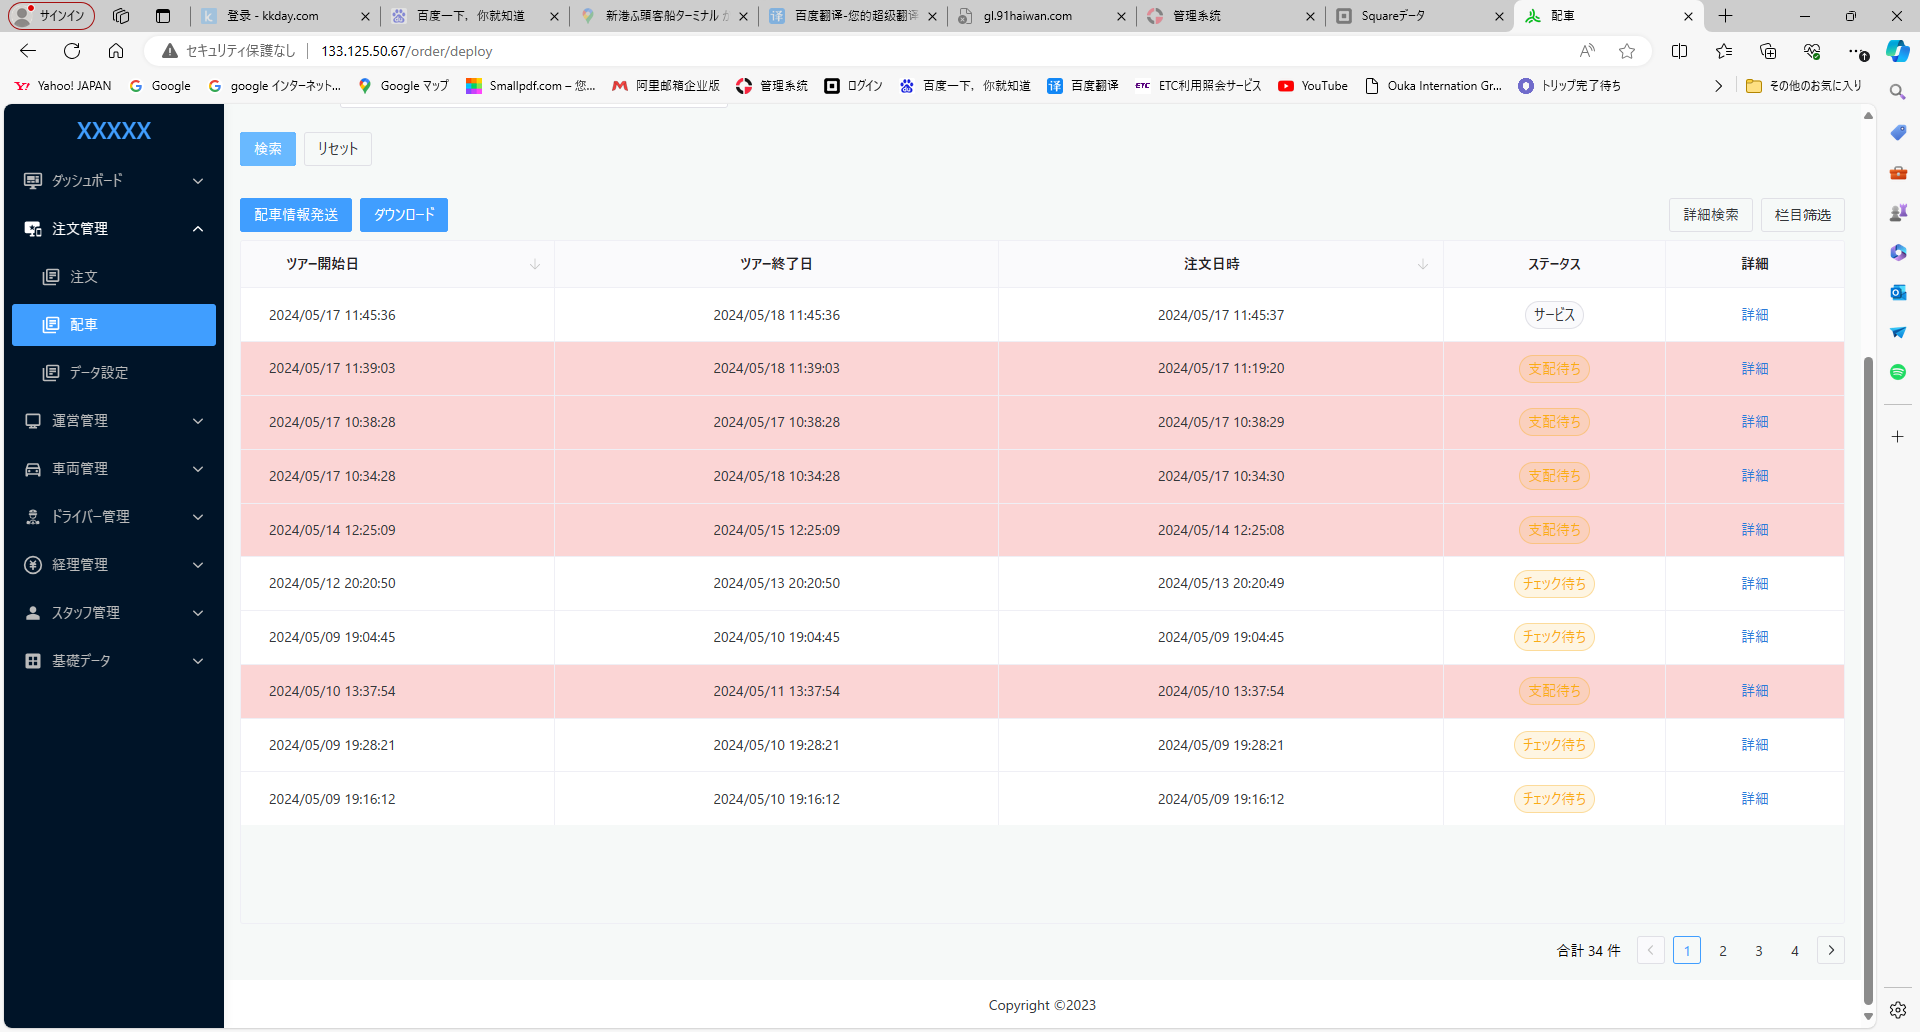 サインイン
登录 - kkday.com
百度一下，你就知道
新港ふ頭客船ターミナル
百度翻译-您的超级翻译
gl.91haiwan.com
管理系统
Squareデータ
配車
セキュリティ保護なし
133.125.50.67/order/deploy
Yahoo! JAPAN
Google
google インターネット...
Google マップ
Smallpdf.com – 您...
阿里邮箱企业版
管理系统
ログイン
百度一下，你就知道
百度翻译
ETC利用照会サービス
YouTube
Ouka Internation Gr...
トリップ完了待ち
その他のお気に入り
XXXXX
ダッシュボード
注文管理
注文
配車
データ設定
運営管理
車両管理
ドライバー管理
経理管理
スタッフ管理
基礎データ
検索 リセット
配車情報発送 ダウンロード 詳細検索 栏目筛选
ツアー開始日 ツアー終了日 注文日時 ステータス 詳細
2024/05/17 11:45:36 2024/05/18 11:45:36 2024/05/17 11:45:37 サービス 詳細
2024/05/17 11:39:03 2024/05/18 11:39:03 2024/05/17 11:19:20 支配待ち 詳細
2024/05/17 10:38:28 2024/05/17 10:38:28 2024/05/17 10:38:29 支配待ち 詳細
2024/05/17 10:34:28 2024/05/18 10:34:28 2024/05/17 10:34:30 支配待ち 詳細
2024/05/14 12:25:09 2024/05/15 12:25:09 2024/05/14 12:25:08 支配待ち 詳細
2024/05/12 20:20:50 2024/05/13 20:20:50 2024/05/13 20:20:49 チェック待ち 詳細
2024/05/09 19:04:45 2024/05/10 19:04:45 2024/05/09 19:04:45 チェック待ち 詳細
2024/05/10 13:37:54 2024/05/11 13:37:54 2024/05/10 13:37:54 支配待ち 詳細
2024/05/09 19:28:21 2024/05/10 19:28:21 2024/05/09 19:28:21 チェック待ち 詳細
2024/05/09 19:16:12 2024/05/10 19:16:12 2024/05/09 19:16:12 チェック待ち 詳細
合計 34 件 1 2 3 4
Copyright ©2023